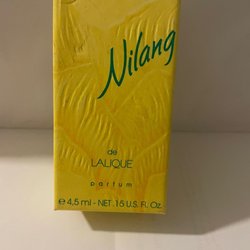 Nilang
de
LALIQUE
parfum
℮ 4,5 ml - NET .15 U.S. FL. Oz.